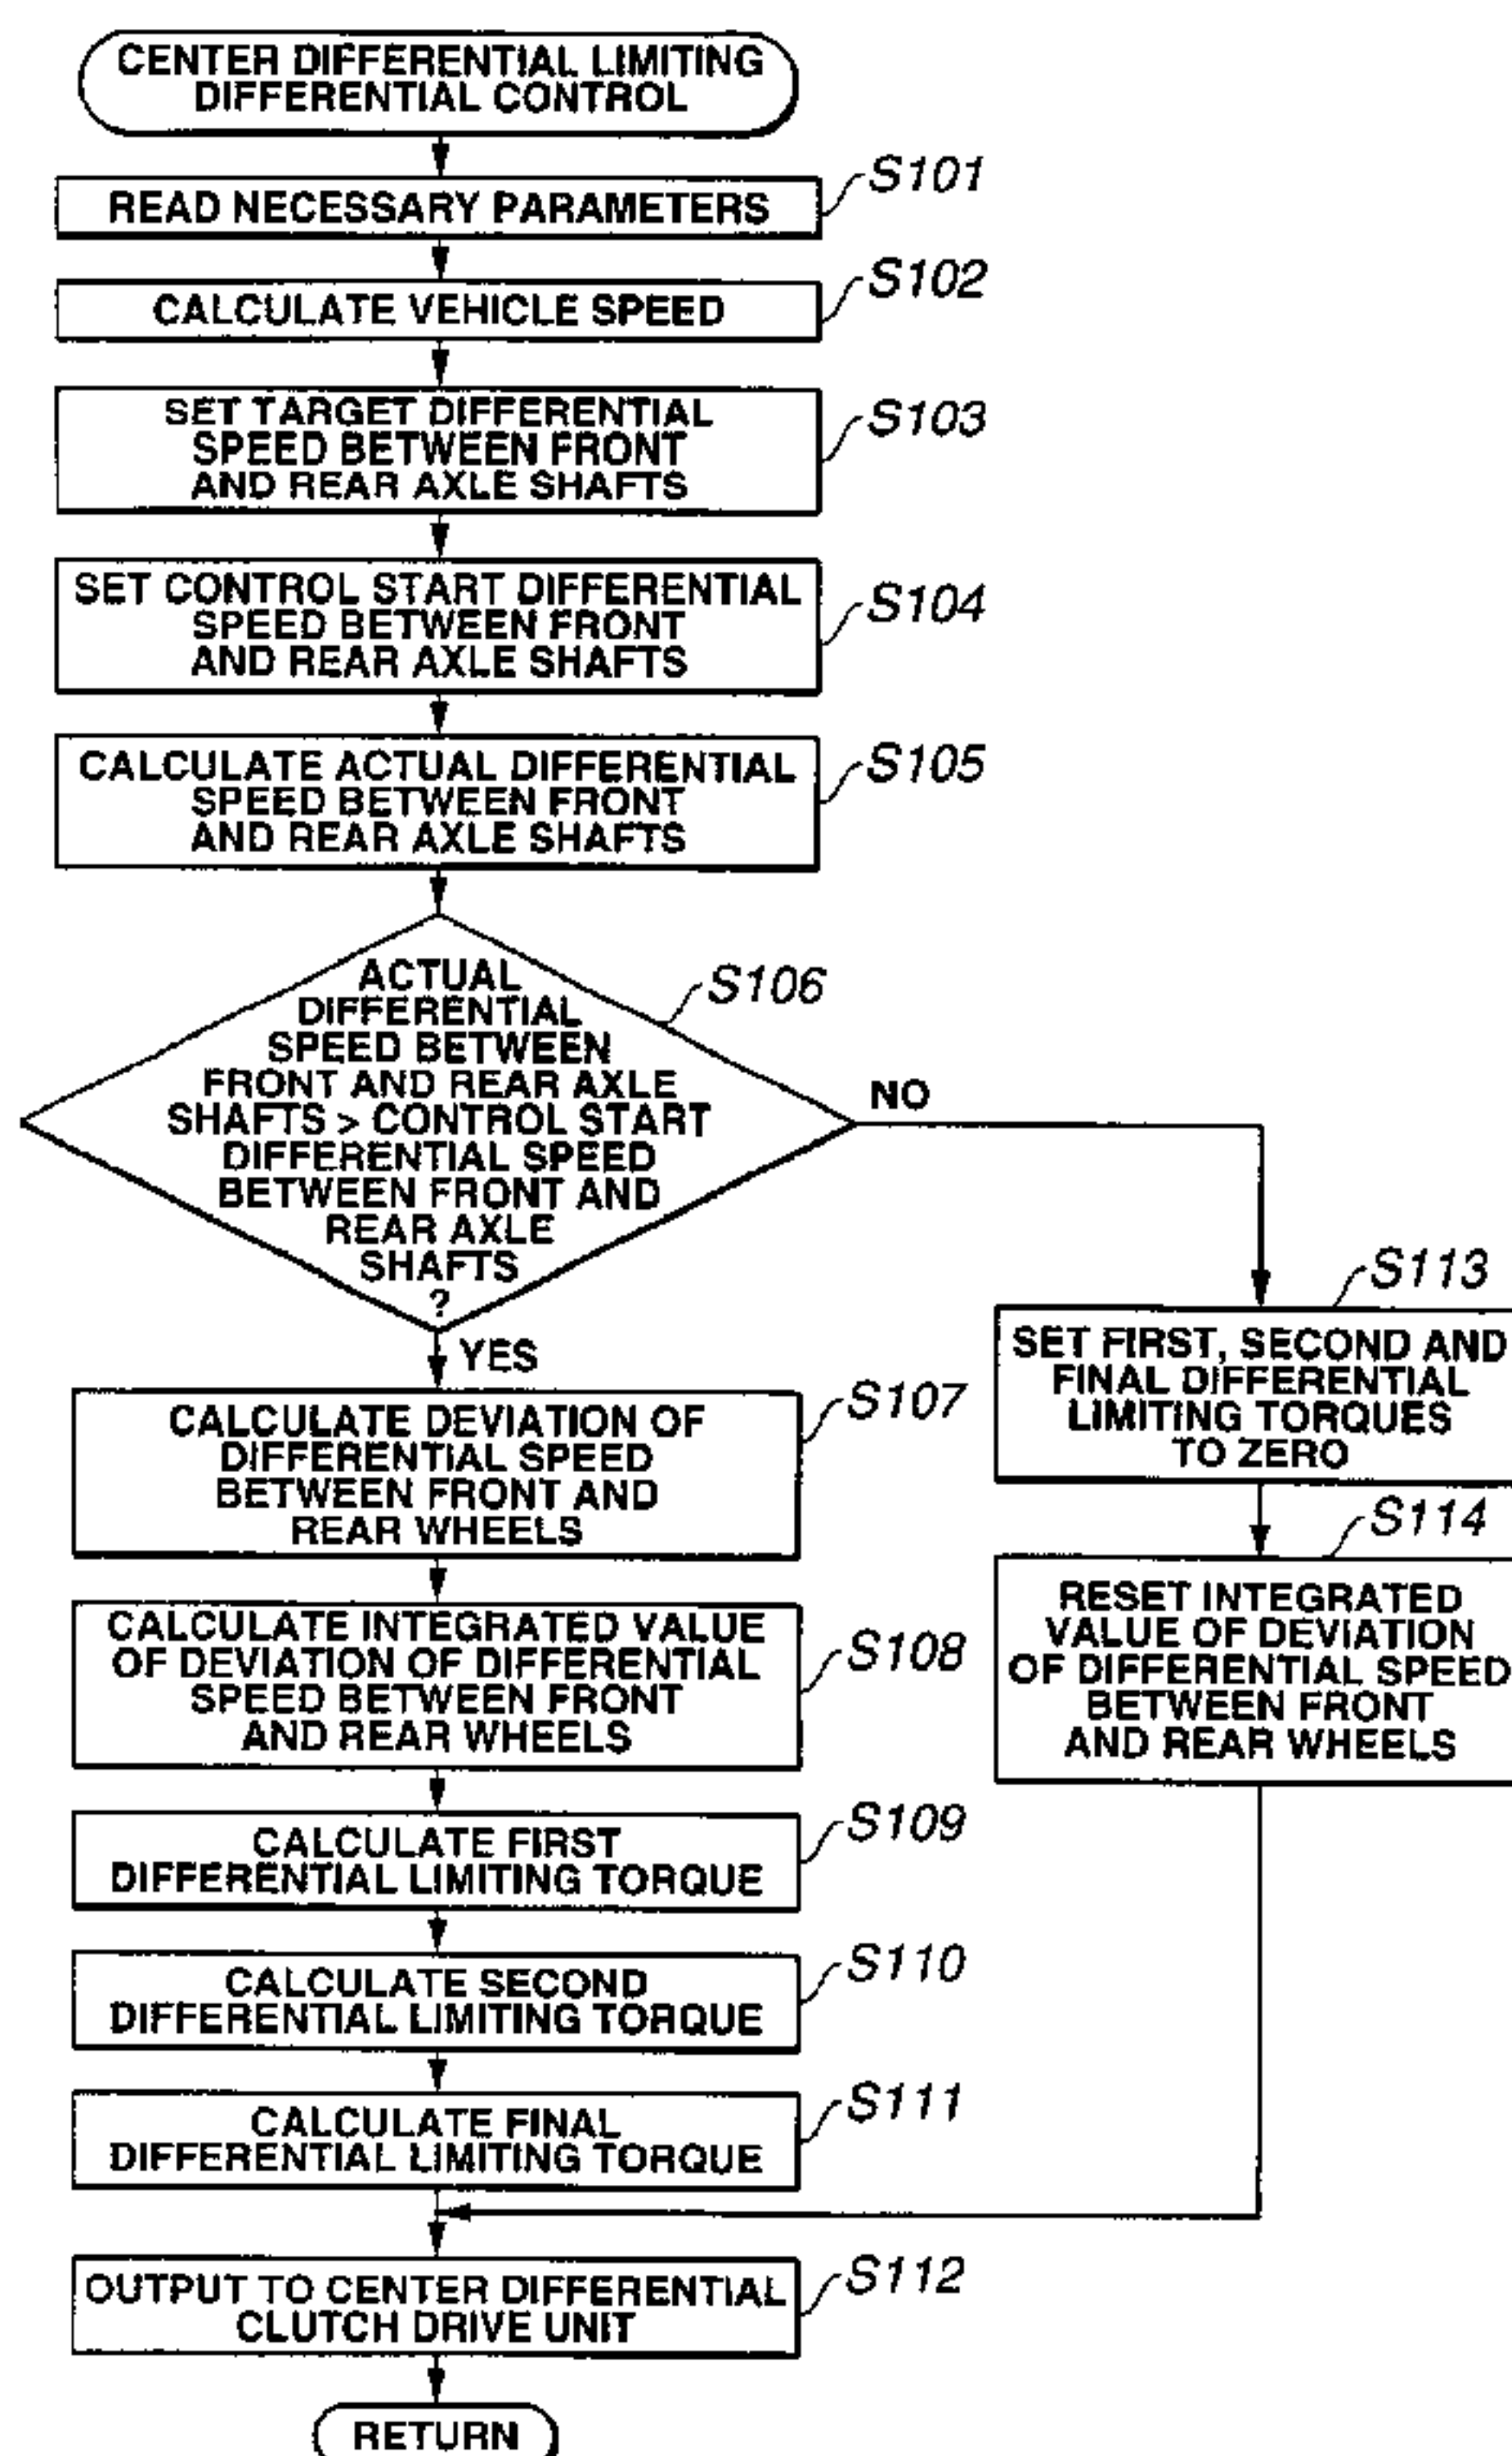 CENTER DIFFERENTIAL LIMITING
DIFFERENTIAL CONTROL
S101
READ NECESSARY PARAMETERS
S102
CALCULATE VEHICLE SPEED
S103
SET TARGET DIFFERENTIAL
SPEED BETWEEN FRONT
AND REAR AXLE SHAFTS
S104
SET CONTROL START DIFFERENTIAL
SPEED BETWEEN FRONT
AND REAR AXLE SHAFTS
S105
CALCULATE ACTUAL DIFFERENTIAL
SPEED BETWEEN FRONT
AND REAR AXLE SHAFTS
S106
ACTUAL
DIFFERENTIAL
SPEED BETWEEN
FRONT AND REAR AXLE
SHAFTS > CONTROL START
DIFFERENTIAL SPEED
BETWEEN FRONT AND
REAR AXLE
SHAFTS
?
NO
YES
S107
CALCULATE DEVIATION OF
DIFFERENTIAL SPEED
BETWEEN FRONT AND
REAR WHEELS
S108
CALCULATE INTEGRATED VALUE
OF DEVIATION OF DIFFERENTIAL
SPEED BETWEEN FRONT
AND REAR WHEELS
S109
CALCULATE FIRST
DIFFERENTIAL LIMITING TORQUE
S110
CALCULATE SECOND
DIFFERENTIAL LIMITING TORQUE
S111
CALCULATE FINAL
DIFFERENTIAL LIMITING TORQUE
S113
SET FIRST, SECOND AND
FINAL DIFFERENTIAL
LIMITING TORQUES
TO ZERO
S114
RESET INTEGRATED
VALUE OF DEVIATION
OF DIFFERENTIAL SPEED
BETWEEN FRONT
AND REAR WHEELS
S112
OUTPUT TO CENTER DIFFERENTIAL
CLUTCH DRIVE UNIT
RETURN